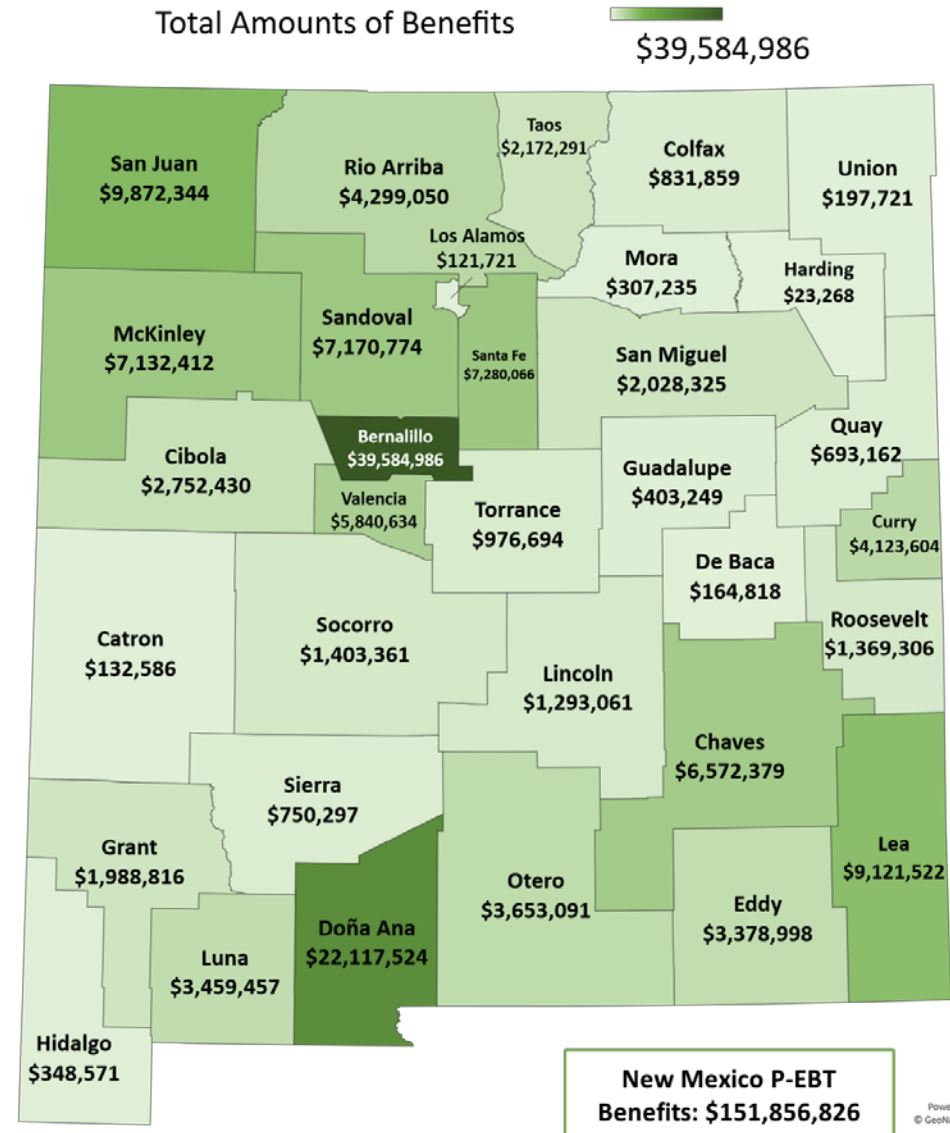 Total Amounts of Benefits
$39,584,986
San Juan
$9,872,344
Rio Arriba
$4,299,050
Taos
$2,172,291
Colfax
$831,859
Union
$197,721
Los Alamos
$121,721
Mora
$307,235
Harding
$23,268
McKinley
$7,132,412
Sandoval
$7,170,774
Santa Fe
$7,280,066
San Miguel
$2,028,325
Cibola
$2,752,430
Bernalillo
$39,584,986
Valencia
$5,840,634
Torrance
$976,694
Guadalupe
$403,249
Quay
$693,162
Curry
$4,123,604
De Baca
$164,818
Roosevelt
$1,369,306
Catron
$132,586
Socorro
$1,403,361
Lincoln
$1,293,061
Chaves
$6,572,379
Sierra
$750,297
Grant
$1,988,816
Lea
$9,121,522
Otero
$3,653,091
Eddy
$3,378,998
Doña Ana
$22,117,524
Luna
$3,459,457
Hidalgo
$348,571
New Mexico P-EBT
Benefits: $151,856,826